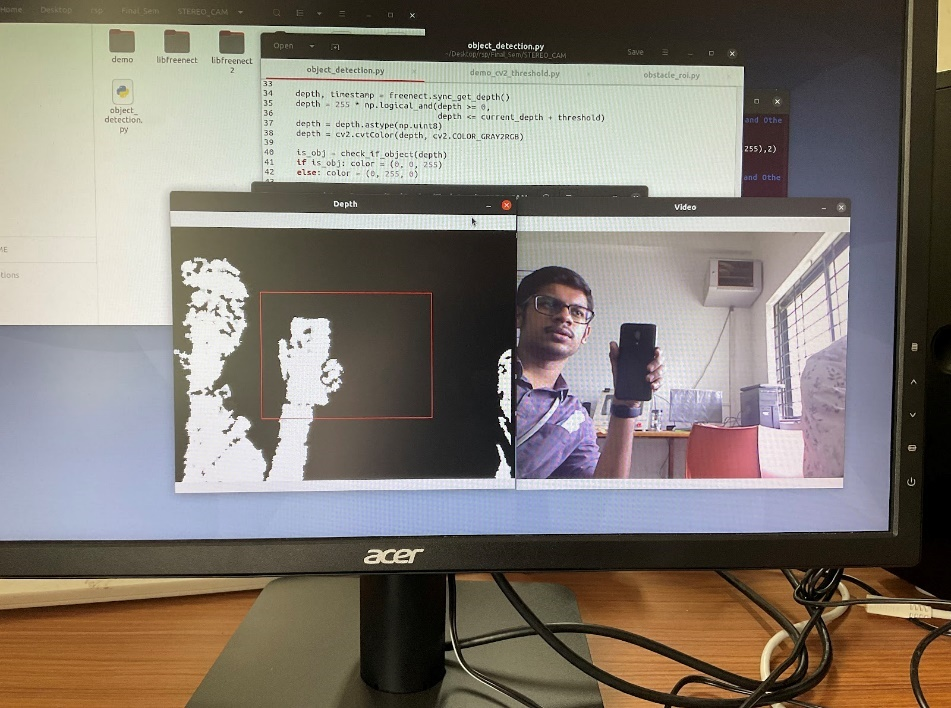 Home Desktop rsp Final_Sem STEREO_CAM
demo
libfreenect
libfreenect
2
object_
detection.
py
Open
object_detection.py
~/Desktop/rsp/Final_Sem/STEREO_CAM
Save
object_detection.py
demo_cv2_threshold.py
obstacle_roi.py
33
34 depth, timestamp = freenect.sync_get_depth()
35 depth = 255 * np.logical_and(depth >= 0,
36 depth <= current_depth + threshold)
37 depth = depth.astype(np.uint8)
38 depth = cv2.cvtColor(depth, cv2.COLOR_GRAY2RGB)
39
40 is_obj = check_if_object(depth)
41 if is_obj: color = (0, 0, 255)
42 else: color = (0, 255, 0)
and Othe
255),2)
and Othe
ME
tions
Depth
Video
acer